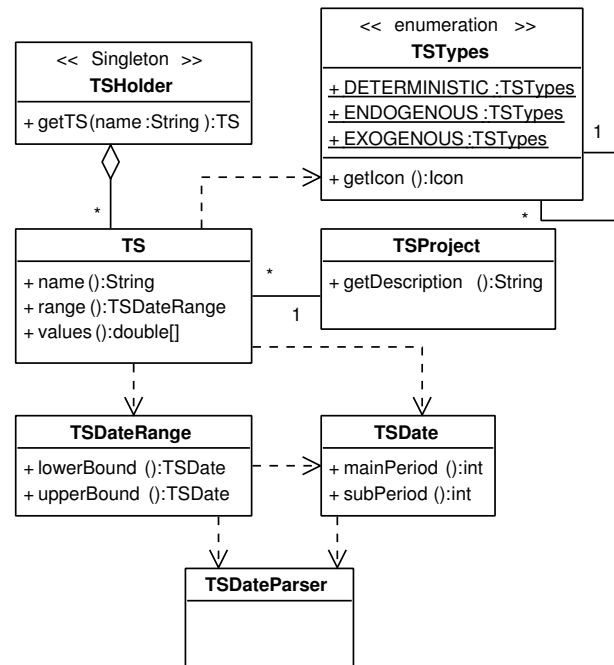 << Singleton >>
TSHolder
+ getTS(name :String ):TS
<< enumeration >>
TSTypes
+ DETERMINISTIC :TSTypes
+ ENDOGENOUS :TSTypes
+ EXOGENOUS :TSTypes
+ getIcon ():Icon
1
*
*
TS
+ name():String
+ range():TSDateRange
+ values():double[]
*
1
TSProject
+ getDescription ():String
TSDateRange
+ lowerBound ():TSDate
+ upperBound ():TSDate
TSDate
+ mainPeriod ():int
+ subPeriod ():int
TSDateParser